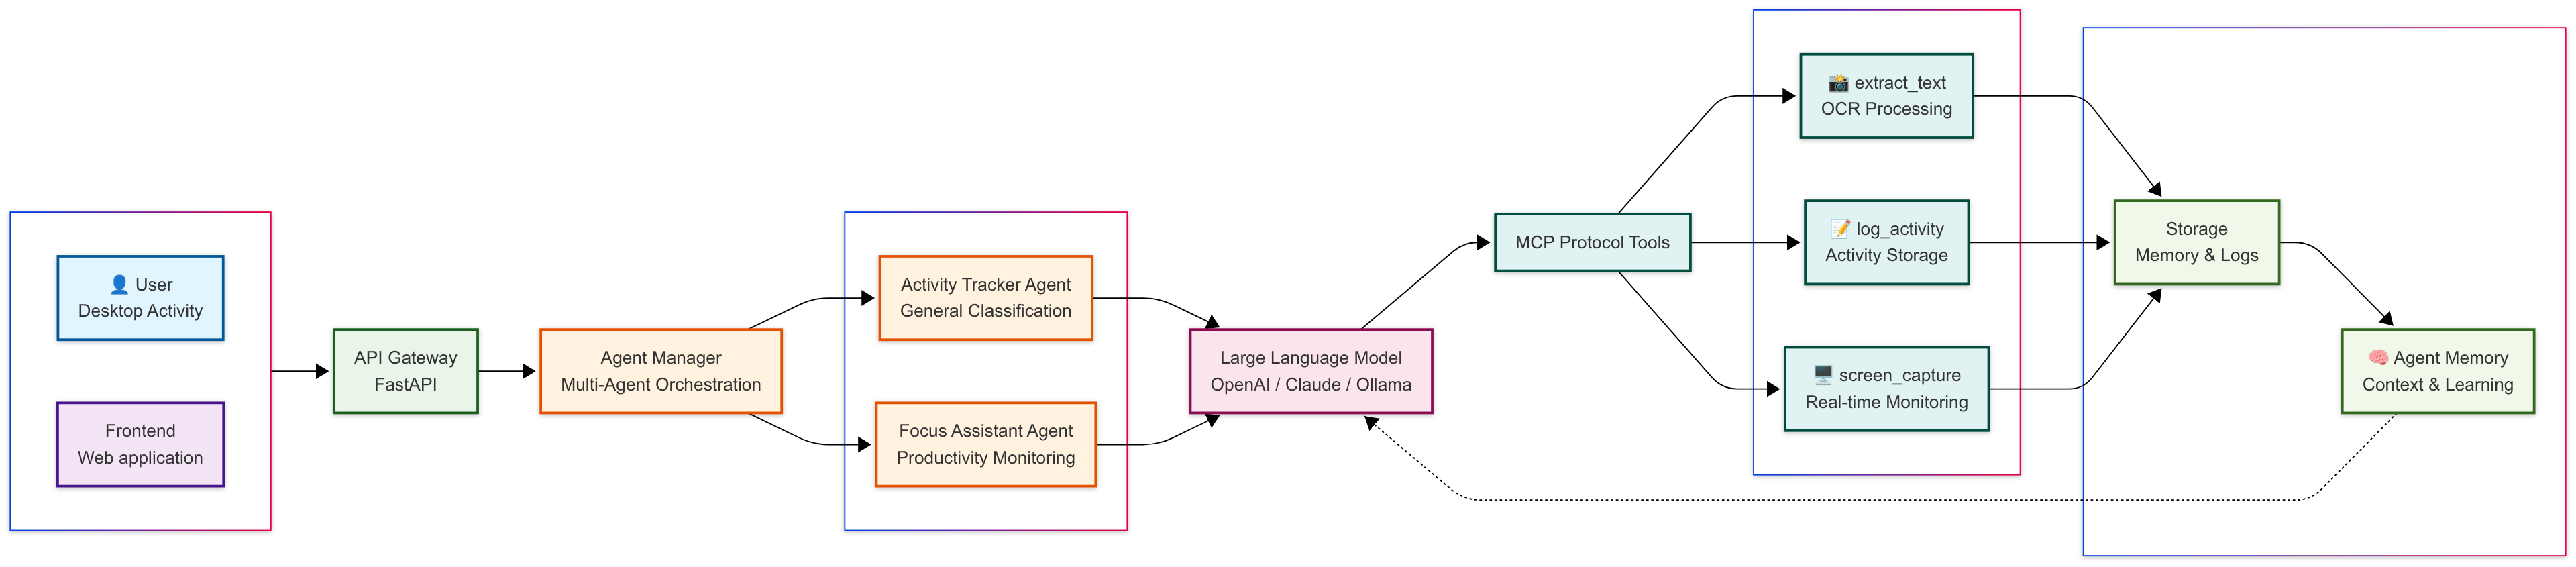 👤 User
Desktop Activity
Frontend
Web application
API Gateway
FastAPI
Agent Manager
Multi-Agent Orchestration
Activity Tracker Agent
General Classification
Focus Assistant Agent
Productivity Monitoring
Large Language Model
OpenAI / Claude / Ollama
MCP Protocol Tools
📸 extract_text
OCR Processing
📝 log_activity
Activity Storage
🖥️ screen_capture
Real-time Monitoring
Storage
Memory & Logs
🧠 Agent Memory
Context & Learning